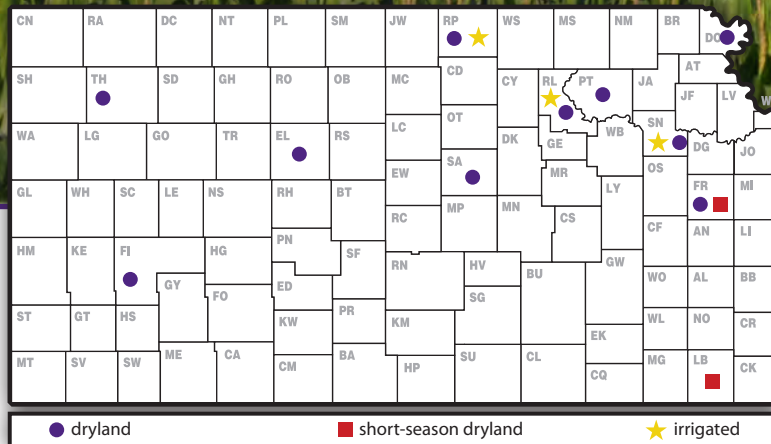 CN RA DC NT PL SM JW RP WS MS NM BR DO
SH TH SD GH RO OB MC CD CY RL PT JA AT
JF LV
WA LG GO TR EL RS LC OT DK GE WB SN DG JO
GL WH SC LE NS RH BT EW SA MR LY OS FR MI
RC MP MN CS CF AN LI
HM KE FI HG PN SF RN HV BU GW WO AL BB
GY FO ED SG
ST GT HS KW PR KM EK WL NO CR
MT SV SW ME CA CM BA HP SU CL CQ MG LB CK
dryland short-season dryland irrigated